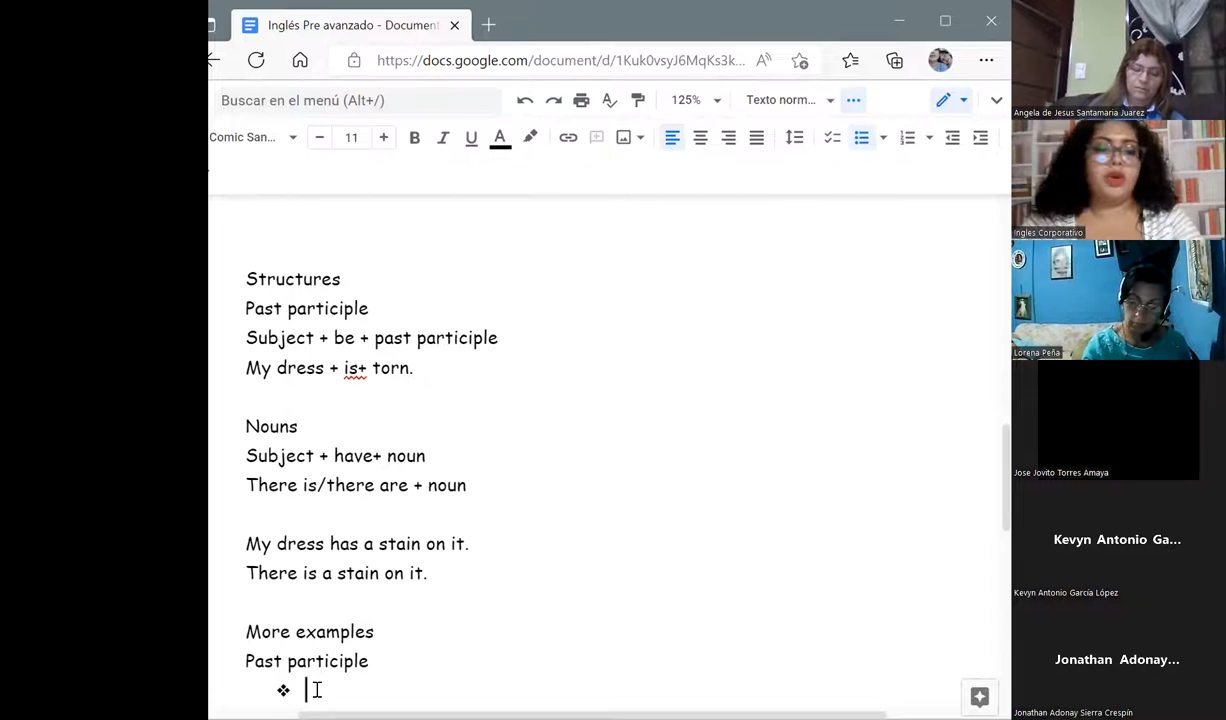 Inglés Pre avanzado - Document
https://docs.google.com/document/d/1Kuk0vsyJ6MqKs3k...
Buscar en el menú (Alt+/)
125%
Texto norm...
Comic San...
11
Structures
Past participle
Subject + be + past participle
My dress + is+ torn.
Nouns
Subject + have+ noun
There is/there are + noun
My dress has a stain on it.
There is a stain on it.
More examples
Past participle
Angela de Jesus Santamaria Juarez
Ingles Corporativo
Lorena Peña
Jose Jovito Torres Amaya
Kevyn Antonio Ga...
Kevyn Antonio García López
Jonathan Adonay...
Jonathan Adonay Sierra Crespín